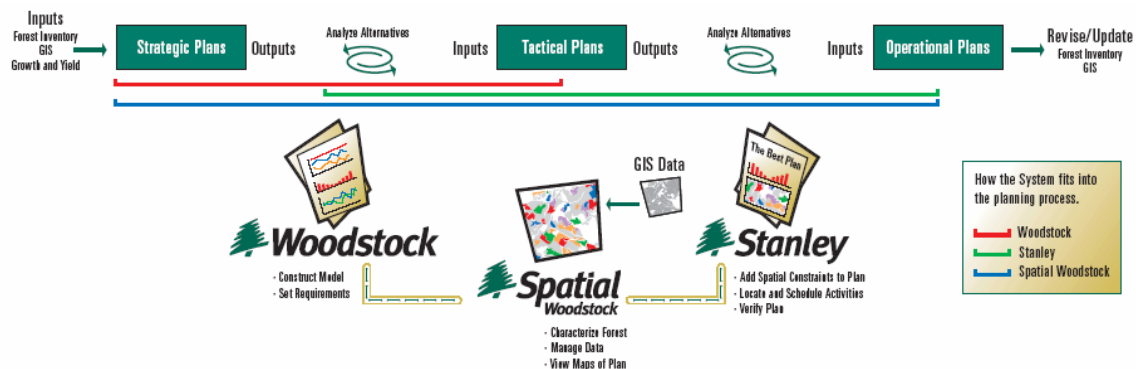 Inputs
Forest Inventory
GIS
Growth and Yield
Strategic Plans
Outputs
Analyze Alternatives
Inputs
Tactical Plans
Outputs
Analyze Alternatives
Inputs
Operational Plans
Revise/Update
Forest Inventory
GIS
The Best Plan
GIS Data
How the System fits into
the planning process.
Woodstock
Stanley
Spatial Woodstock
Woodstock
- Construct Model
- Set Requirements
Spatial
Woodstock
- Characterize Forest
- Manage Data
- View Maps of Plan
Stanley
- Add Spatial Constraints to Plan
- Locate and Schedule Activities
- Verify Plan